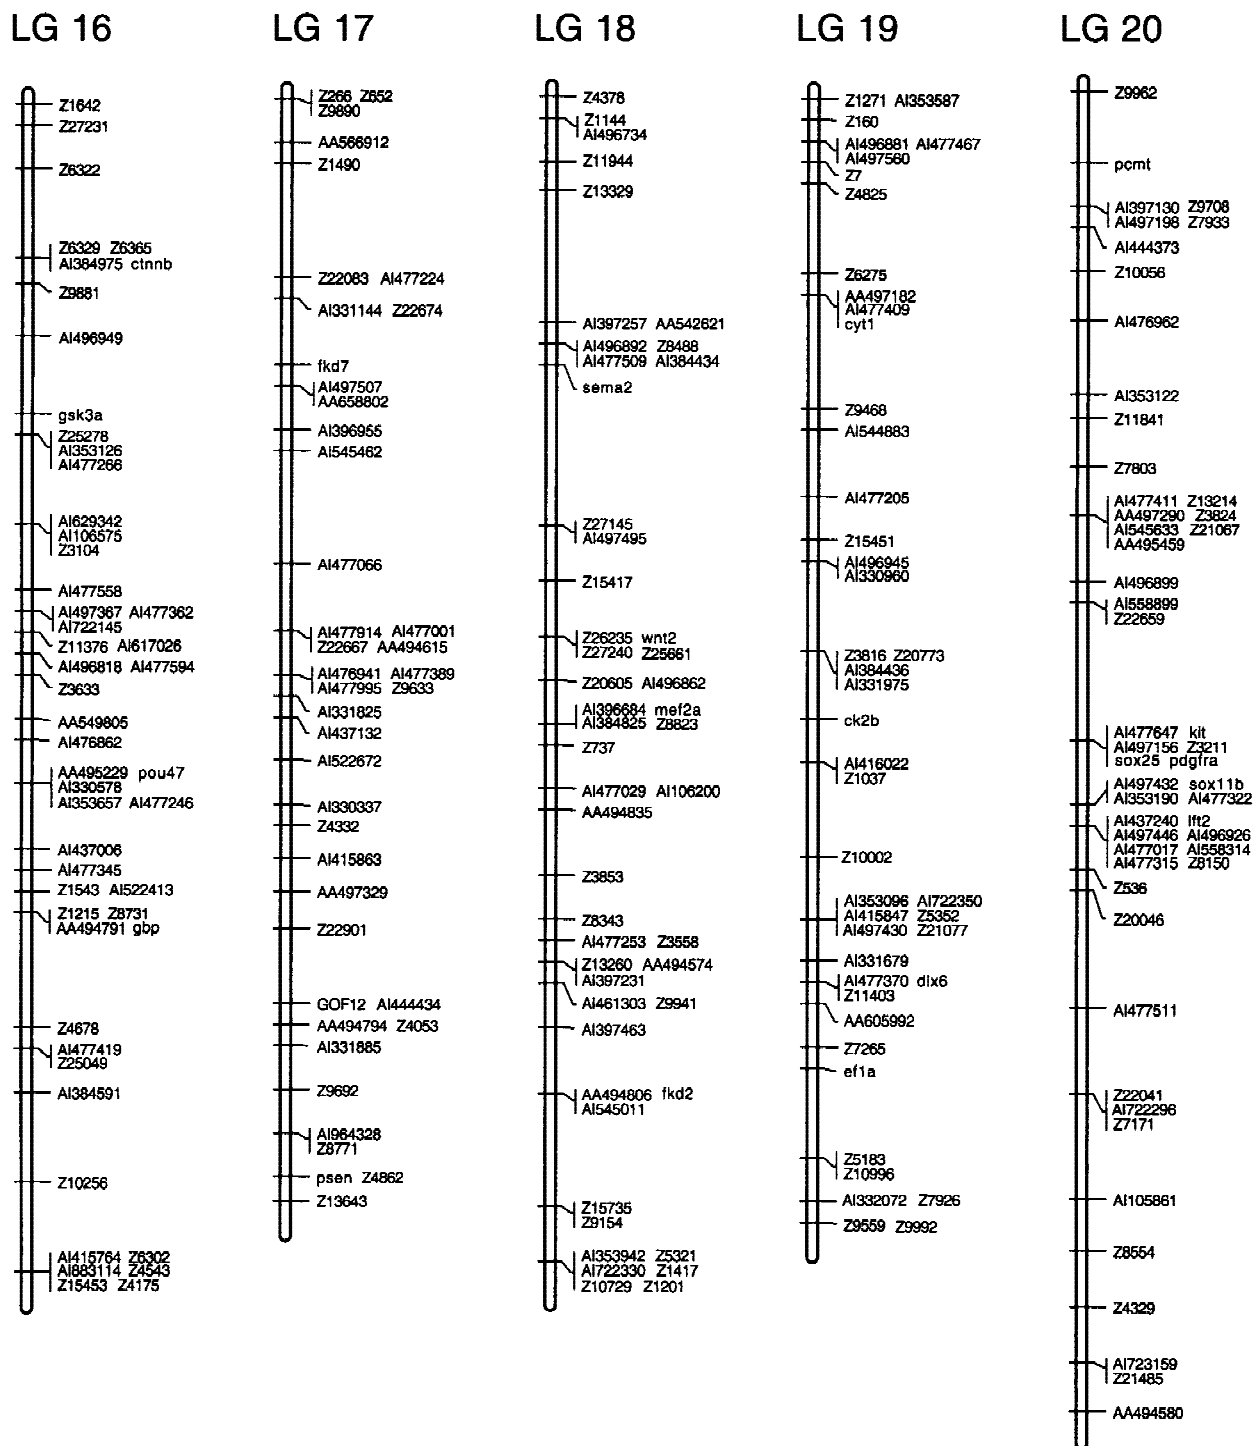 LG 16
Z1642
Z27231
Z6322
Z6329 Z6365
AI384975 ctnnb
Z9881
AI496949
gsk3a
Z25278
AI353126
AI477266
AI629342
AI106575
Z3104
AI477558
AI497367 AI477362
AI722145
Z11376 AI617026
AI496818 AI477594
Z3633
AA549805
AI476862
AA495229 pou47
AI330578
AI353657 AI477246
AI437006
AI477345
Z1543 AI522413
Z1215 Z8731
AA494791 gbp
Z4678
AI477419
Z25049
AI384591
Z10256
AI415764 Z6302
AI883114 Z4543
Z15453 Z4175
LG 17
Z266 Z652
Z9890
AA566912
Z1490
Z22083 AI477224
AI331144 Z22674
fkd7
AI497507
AA658802
AI396955
AI545462
AI477066
AI477914 AI477001
Z22667 AA494615
AI476941 AI477389
AI477995 Z9633
AI331825
AI437132
AI522672
AI330337
Z4332
AI415863
AA497329
Z22901
GOF12 AI444434
AA494794 Z4053
AI331885
Z9692
AI964328
Z8771
psen Z4862
Z13643
LG 18
Z4378
Z1144
AI496734
Z11944
Z13329
AI397257 AA542621
AI496892 Z8488
AI477509 AI384434
sema2
Z27145
AI497495
Z15417
Z26235 wnt2
Z27240 Z25661
Z20605 AI496862
AI396684 mef2a
AI384825 Z8823
Z737
AI477029 AI106200
AA494835
Z3853
Z8343
AI477253 Z3558
Z13260 AA494574
AI397231
AI461303 Z9941
AI397463
AA494806 fkd2
AI545011
Z15735
Z9154
AI353942 Z5321
AI722330 Z1417
Z10729 Z1201
LG 19
Z1271 AI353587
Z160
AI496881 AI477467
AI497560
Z7
Z4825
Z6275
AA497182
AI477409
cyt1
Z9468
AI544883
AI477205
Z15451
AI496945
AI330960
Z3816 Z20773
AI384436
AI331975
ck2b
AI416022
Z1037
Z10002
AI353096 AI722350
AI415847 Z5352
AI497430 Z21077
AI331679
AI477370 dlx6
Z11403
AA605992
Z7265
ef1a
Z5183
Z10996
AI332072 Z7926
Z9559 Z9992
LG 20
Z9962
pcmt
AI397130 Z9708
AI497198 Z7933
AI444373
Z10056
AI476962
AI353122
Z11841
Z7803
AI477411 Z13214
AA497290 Z3824
AI545633 Z21067
AA495459
AI496899
AI558899
Z22659
AI477647 kit
AI497156 Z3211
sox25 pdgfra
AI497432 sox11b
AI353190 AI477322
AI437240 lft2
AI497446 AI496926
AI477017 AI558314
AI477315 Z8150
Z536
Z20046
AI477511
Z22041
AI722296
Z7171
AI105861
Z8554
Z4329
AI723159
Z21485
AA494580